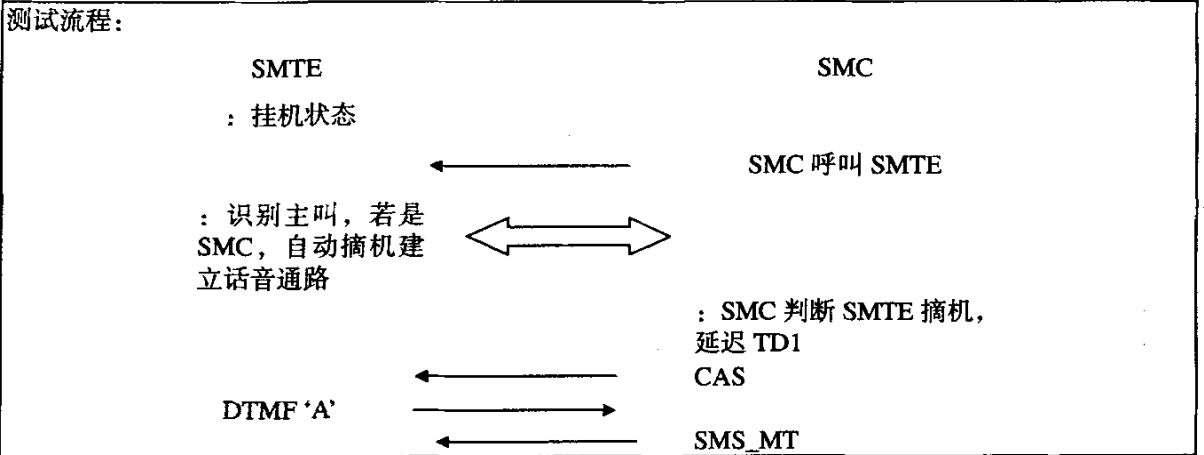 测试流程：
SMTE SMC
：挂机状态
SMC 呼叫 SMTE
：识别主叫，若是
SMC，自动摘机建
立话音通路
：SMC 判断 SMTE 摘机，
延迟 TD1
CAS
DTMF ‘A’
SMS_MT